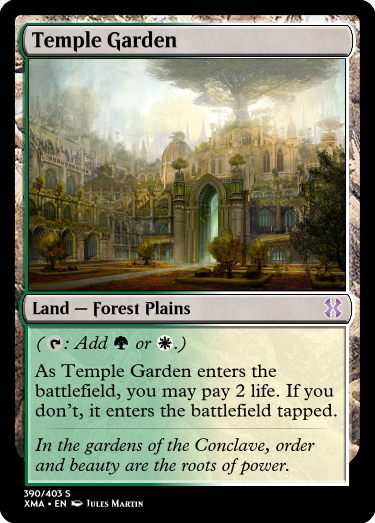 Temple Garden
Land — Forest Plains
( : Add or .)
As Temple Garden enters the
battlefield, you may pay 2 life. If you
don't, it enters the battlefield tapped.
In the gardens of the Conclave, order
and beauty are the roots of power.
390/403 S
XMA • EN Jules Martin